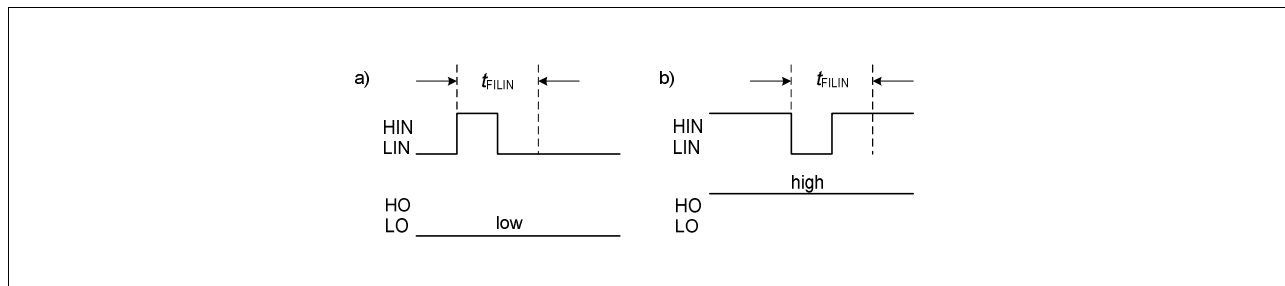 a)
tFILIN
HIN
LIN
HO
LO
low
b)
tFILIN
HIN
LIN
high
HO
LO